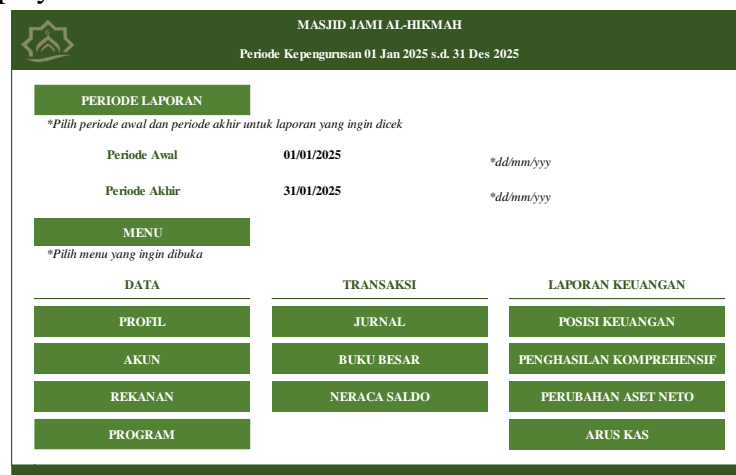 MASJID JAMI AL-HIKMAH
Periode Kepengurusan 01 Jan 2025 s.d. 31 Des 2025
PERIODE LAPORAN
*Pilih periode awal dan periode akhir untuk laporan yang ingin dicek
Periode Awal 01/01/2025 *dd/mm/yyy
Periode Akhir 31/01/2025 *dd/mm/yyy
MENU
*Pilih menu yang ingin dibuka
DATA TRANSAKSI LAPORAN KEUANGAN
PROFIL JURNAL POSISI KEUANGAN
AKUN BUKU BESAR PENGHASILAN KOMPREHENSIF
REKANAN NERACA SALDO PERUBAHAN ASET NETO
PROGRAM ARUS KAS